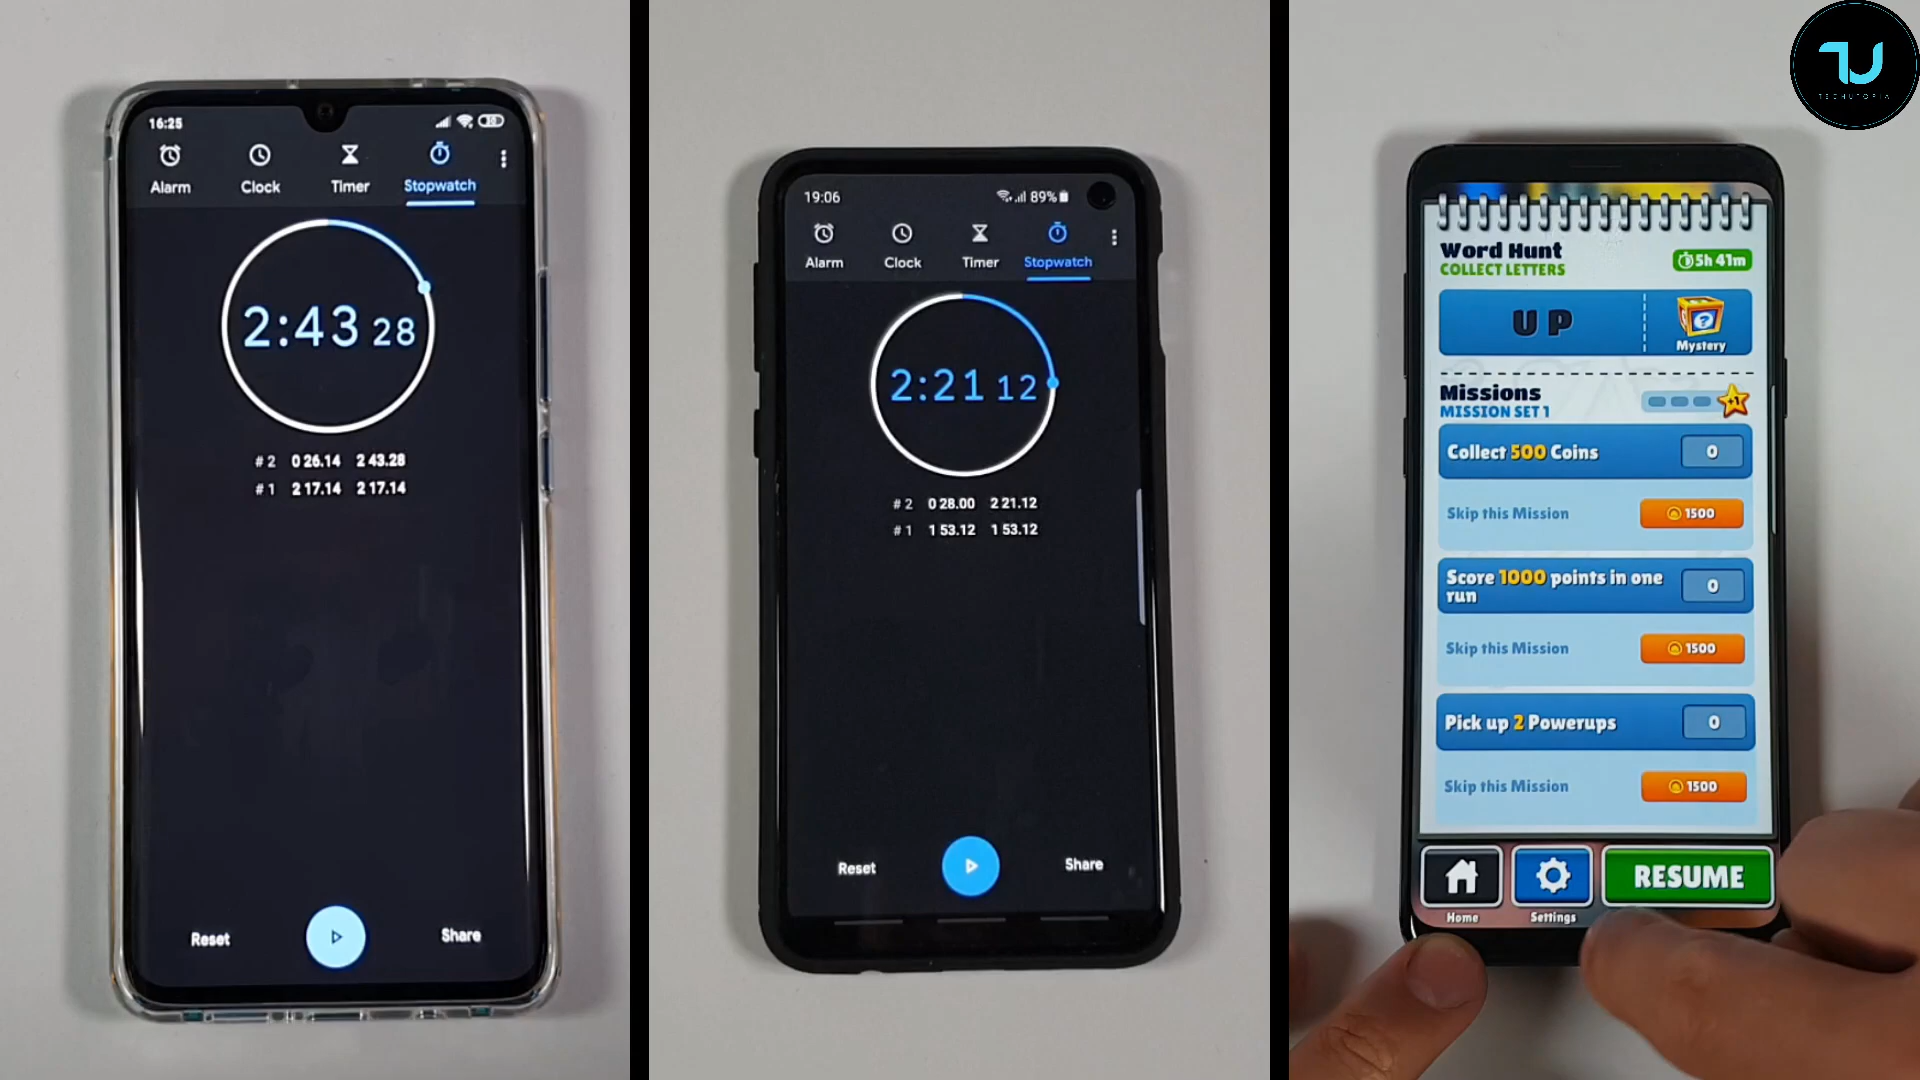 16:25
Alarm Clock Timer Stopwatch
2:43 28
# 2 0 26.14 2 43.28
# 1 2 17.14 2 17.14
Reset Share
19:06 89%
Alarm Clock Timer Stopwatch
2:21 12
# 2 0 28.00 2 21.12
# 1 1 53.12 1 53.12
Reset Share
TU
TECHUTOPIA
Word Hunt
COLLECT LETTERS
5h 41m
UP
Mystery
Missions
MISSION SET 1
+1
Collect 500 Coins 0
Skip this Mission 1500
Score 1000 points in one
run
0
Skip this Mission 1500
Pick up 2 Powerups 0
Skip this Mission 1500
RESUME
Home Settings